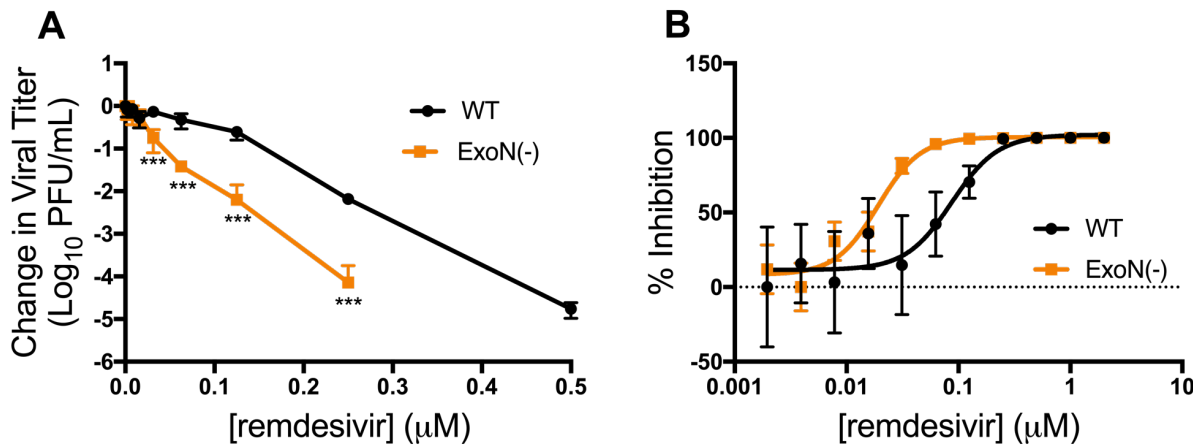 A
Change in Viral Titer
(Log10 PFU/mL)
1
0
-1
-2
-3
-4
-5
-6
0.0
0.1
0.2
0.3
0.4
0.5
[remdesivir] (μM)
WT
ExoN(-)
***
***
***
***
B
% Inhibition
150
100
50
0
-50
0.001
0.01
0.1
1
10
[remdesivir] (μM)
WT
ExoN(-)